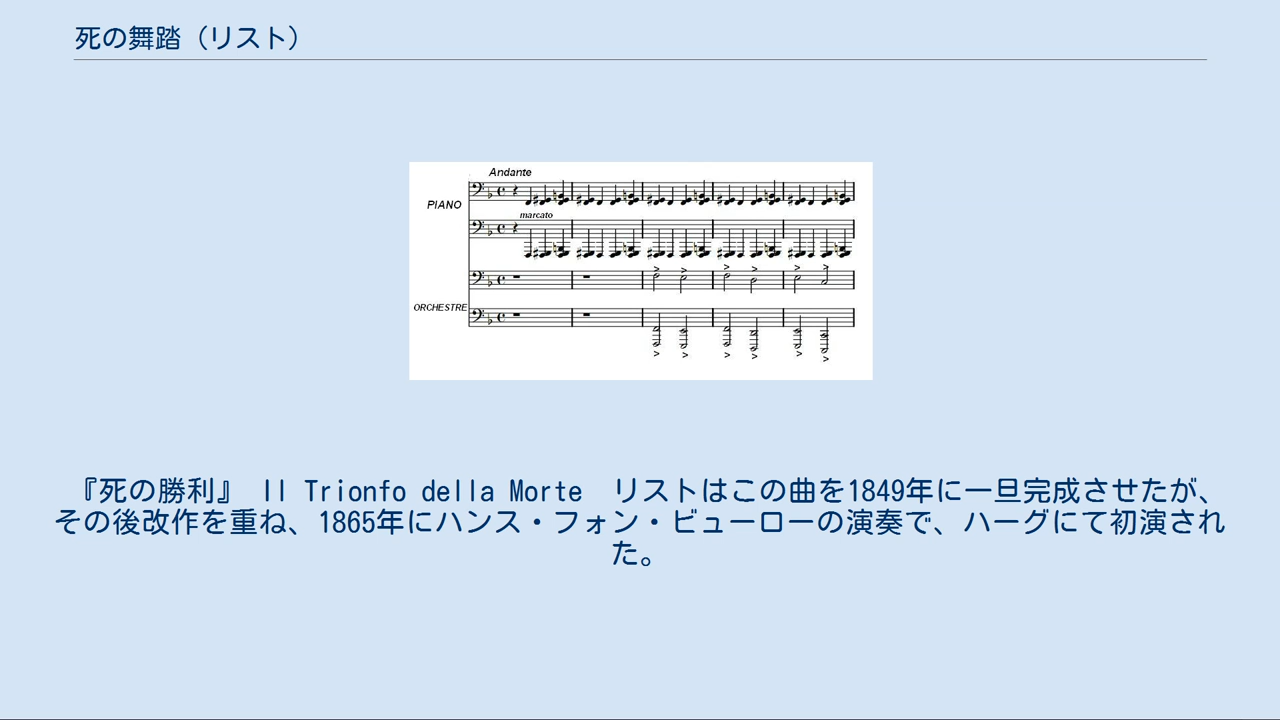 死の舞踏（リスト）
Andante
PIANO
marcato
ORCHESTRE
『死の勝利』 Il Trionfo della Morte　リストはこの曲を1849年に一旦完成させたが、
その後改作を重ね、1865年にハンス・フォン・ビューローの演奏で、ハーグにて初演され
た。